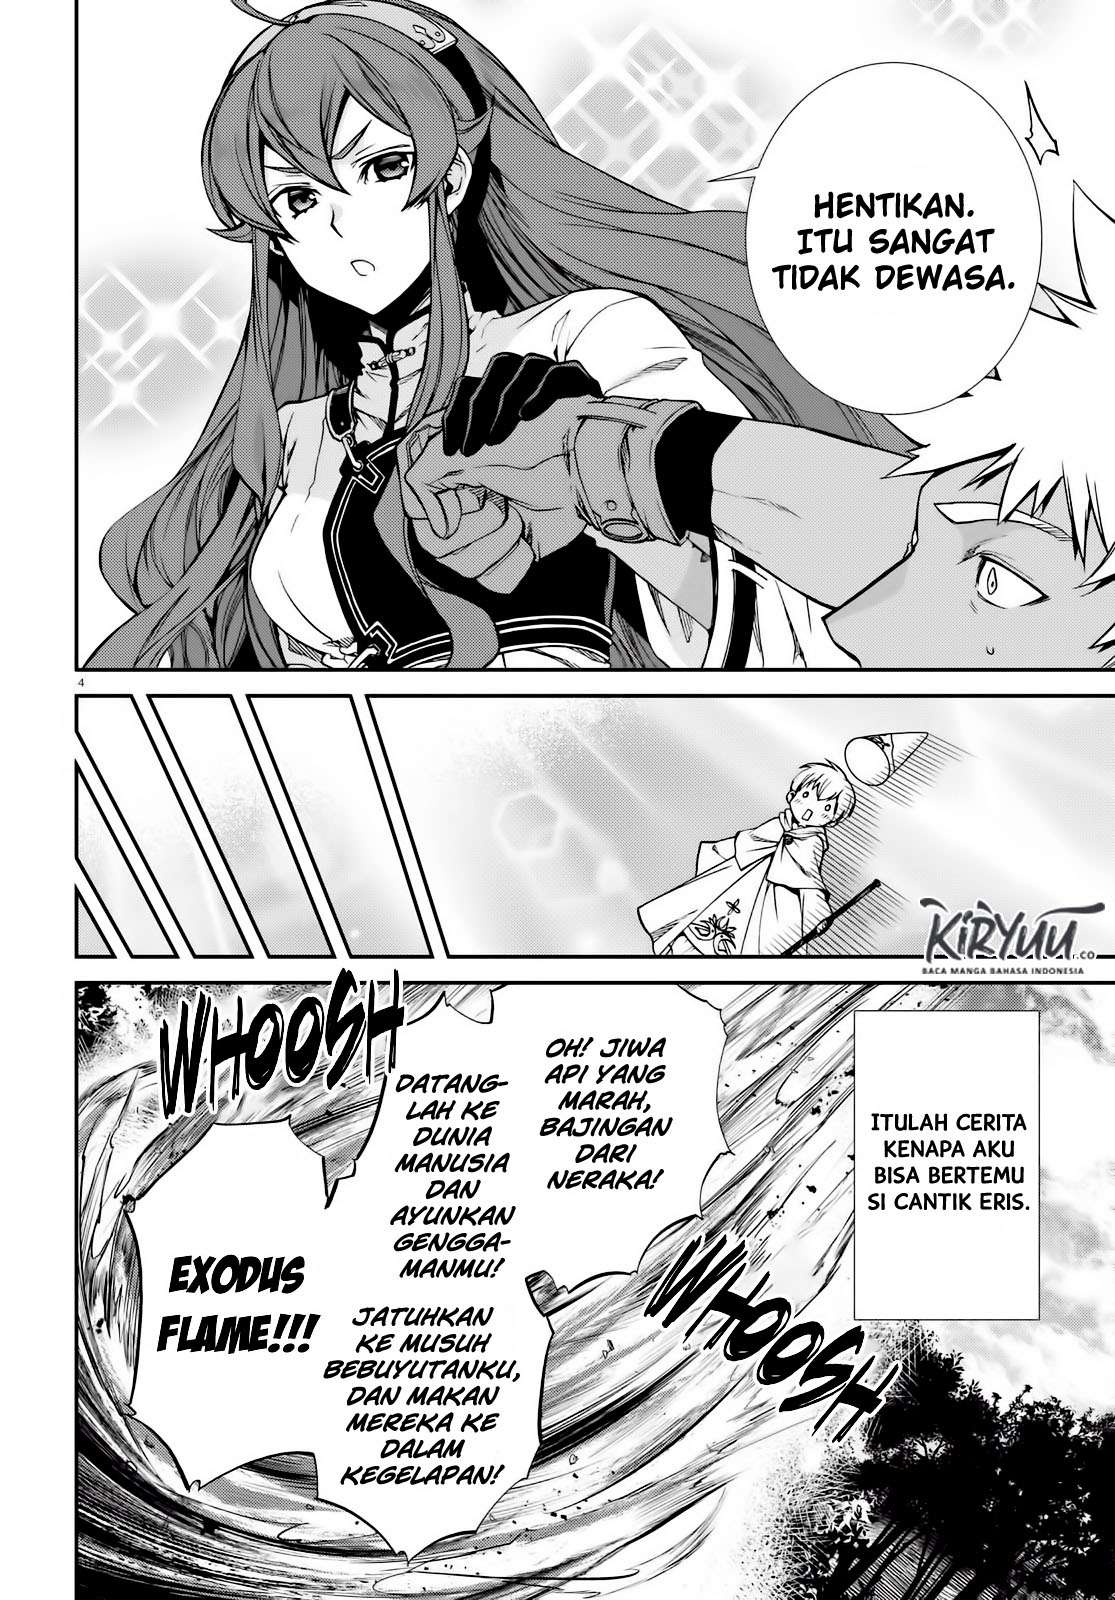 HENTIKAN.
ITU SANGAT
TIDAK DEWASA.
4
KIRYUU
.CO
BACA MANGA BAHASA INDONESIA
ITULAH CERITA
KENAPA AKU
BISA BERTEMU
SI CANTIK ERIS.
OH! JIWA
API YANG
MARAH,
BAJINGAN
DARI
NERAKA!
WHOOSH
DATANG-
LAH KE
DUNIA
MANUSIA
DAN
AYUNKAN
GENGGA-
MANMU!
JATUHKAN
KE MUSUH
BEBUYUTANKU,
DAN MAKAN
MEREKA KE
DALAM
KEGELAPAN!
WHOOSH
EXODUS
FLAME!!!